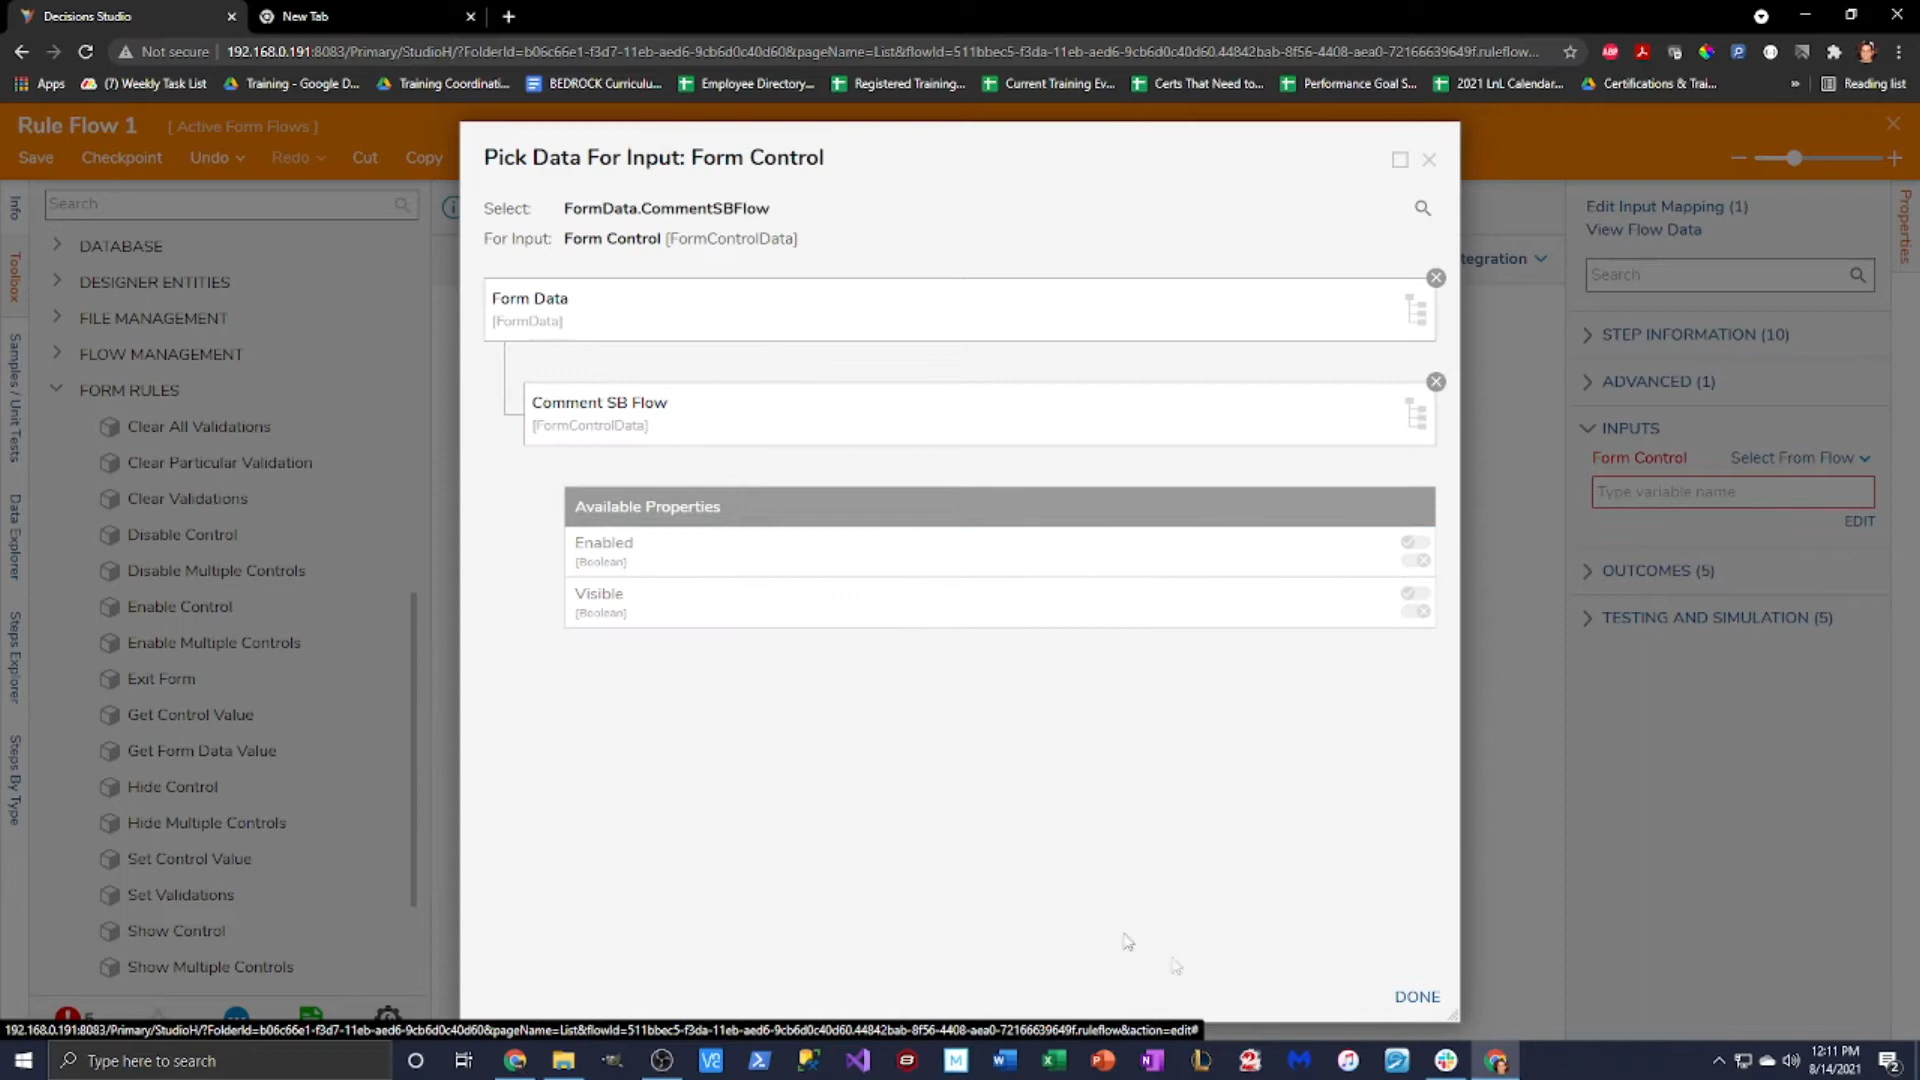 Decisions Studio
New Tab
Not secure
192.168.0.191:8083/Primary/StudioH/?FolderId=b06c66e1-f3d7-11eb-aed6-9cb6d0c40d60&pageName=List&flowId=511bbec5-f3da-11eb-aed6-9cb6d0c40d60.44842bab-8f56-4408-aea0-72166639649f.ruleflow...
Apps
(7) Weekly Task List
Training - Google D...
Training Coordinati...
BEDROCK Curriculu...
Employee Directory...
Registered Training...
Current Training Ev...
Certs That Need to...
Performance Goal S...
2021 LnL Calendar...
Certifications & Trai...
»
Reading list
Rule Flow 1
[ Active Form Flows ]
Save
Checkpoint
Undo
Redo
Cut
Copy
Info
Toolbox
Samples / Unit Tests
Data Explorer
Steps Explorer
Steps By Type
Search
DATABASE
DESIGNER ENTITIES
FILE MANAGEMENT
FLOW MANAGEMENT
FORM RULES
Clear All Validations
Clear Particular Validation
Clear Validations
Disable Control
Disable Multiple Controls
Enable Control
Enable Multiple Controls
Exit Form
Get Control Value
Get Form Data Value
Hide Control
Hide Multiple Controls
Set Control Value
Set Validations
Show Control
Show Multiple Controls
Pick Data For Input: Form Control
Select: FormData.CommentSBFlow
For Input: Form Control [FormControlData]
Form Data
[FormData]
Comment SB Flow
[FormControlData]
Available Properties
Enabled
[Boolean]
Visible
[Boolean]
DONE
tegration
Edit Input Mapping (1)
View Flow Data
Search
STEP INFORMATION (10)
ADVANCED (1)
INPUTS
Form Control
Select From Flow
Type variable name
EDIT
OUTCOMES (5)
TESTING AND SIMULATION (5)
Properties
192.168.0.191:8083/Primary/StudioH/?FolderId=b06c66e1-f3d7-11eb-aed6-9cb6d0c40d60&pageName=List&flowId=511bbec5-f3da-11eb-aed6-9cb6d0c40d60.44842bab-8f56-4408-aea0-72166639649f.ruleflow&action=edit#
Type here to search
12:11 PM
8/14/2021
2